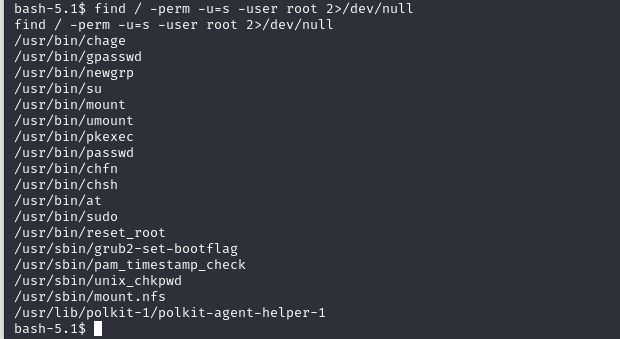 bash-5.1$ find / -perm -u=s -user root 2>/dev/null
find / -perm -u=s -user root 2>/dev/null
/usr/bin/chage
/usr/bin/gpasswd
/usr/bin/newgrp
/usr/bin/su
/usr/bin/mount
/usr/bin/umount
/usr/bin/pkexec
/usr/bin/passwd
/usr/bin/chfn
/usr/bin/chsh
/usr/bin/at
/usr/bin/sudo
/usr/bin/reset_root
/usr/sbin/grub2-set-bootflag
/usr/sbin/pam_timestamp_check
/usr/sbin/unix_chkpwd
/usr/sbin/mount.nfs
/usr/lib/polkit-1/polkit-agent-helper-1
bash-5.1$